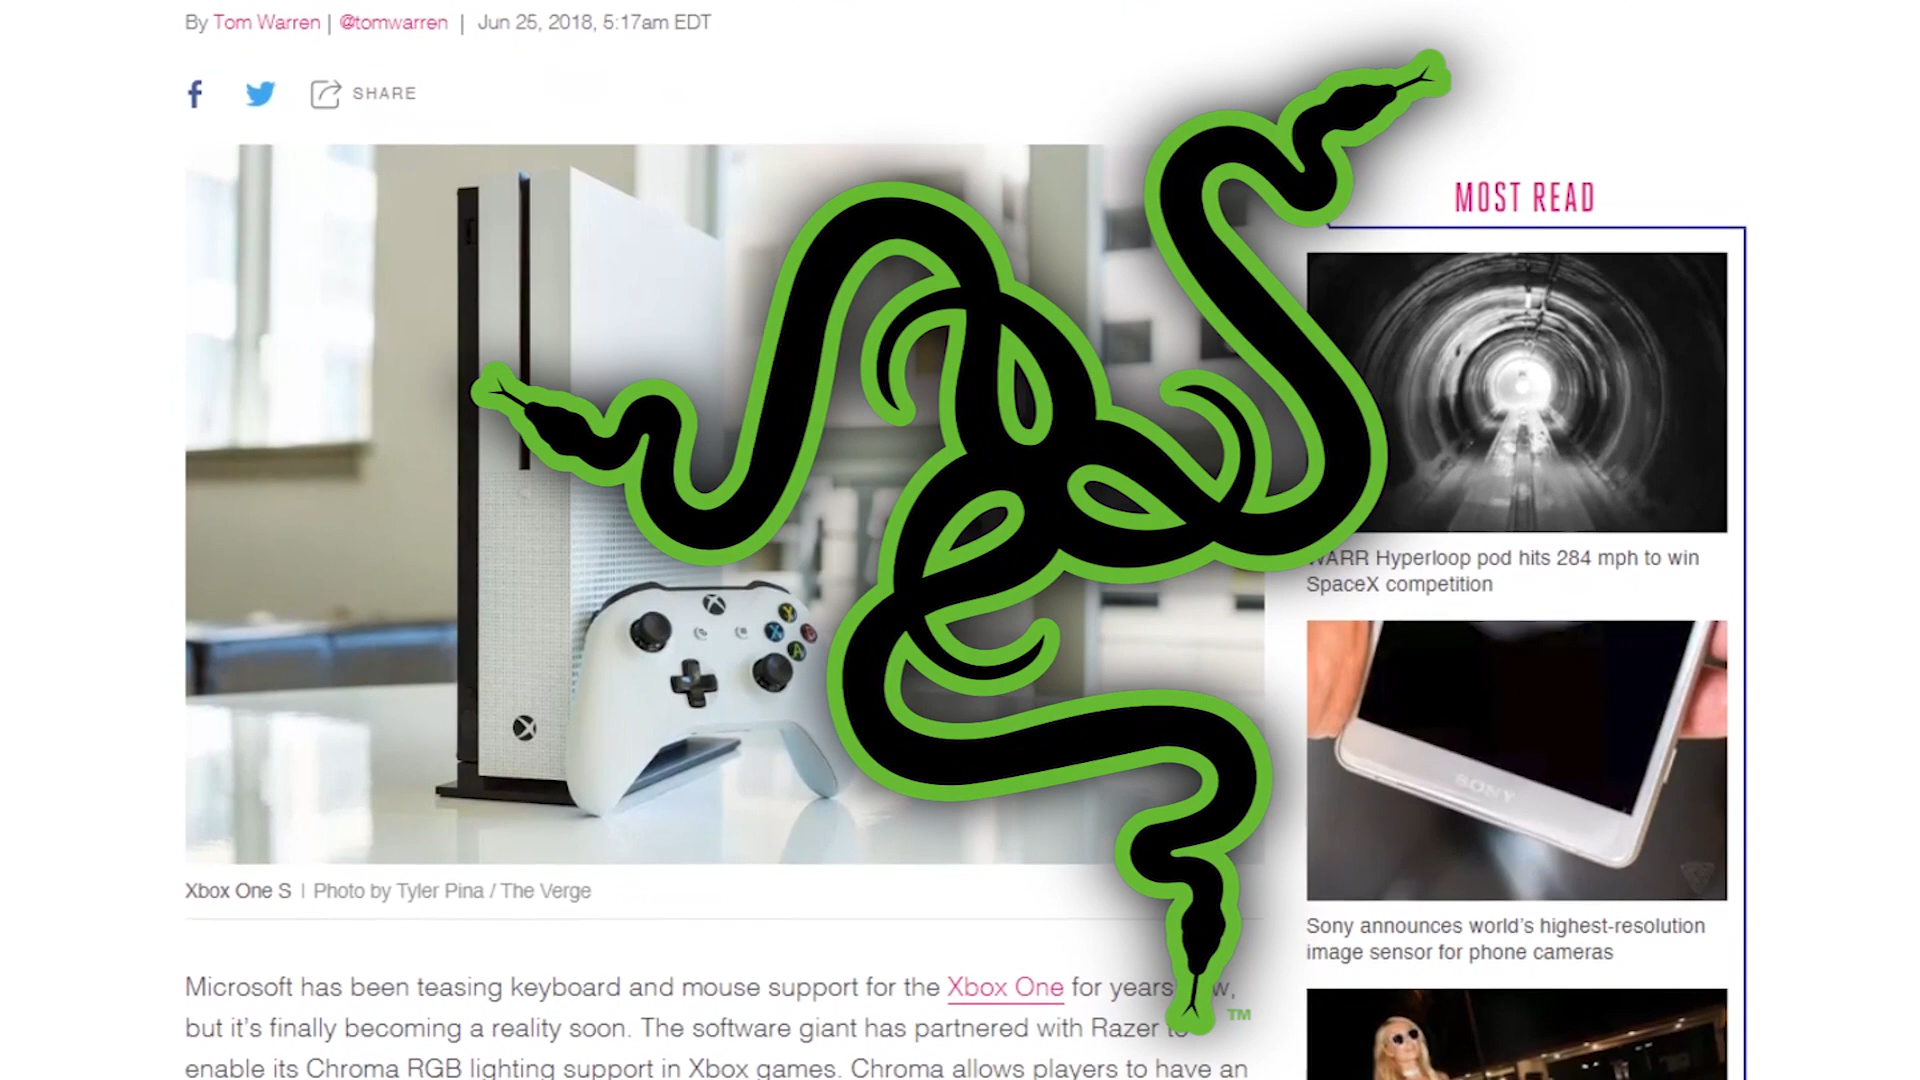 By Tom Warren | @tomwarren | Jun 25, 2018, 5:17am EDT
SHARE
MOST READ
WARR Hyperloop pod hits 284 mph to win
SpaceX competition
SONY
Sony announces world's highest-resolution
image sensor for phone cameras
Xbox One S | Photo by Tyler Pina / The Verge
Microsoft has been teasing keyboard and mouse support for the Xbox One for years
but it's finally becoming a reality soon. The software giant has partnered with Razer to
enable its Chroma RGB lighting support in Xbox games. Chroma allows players to have an
TM